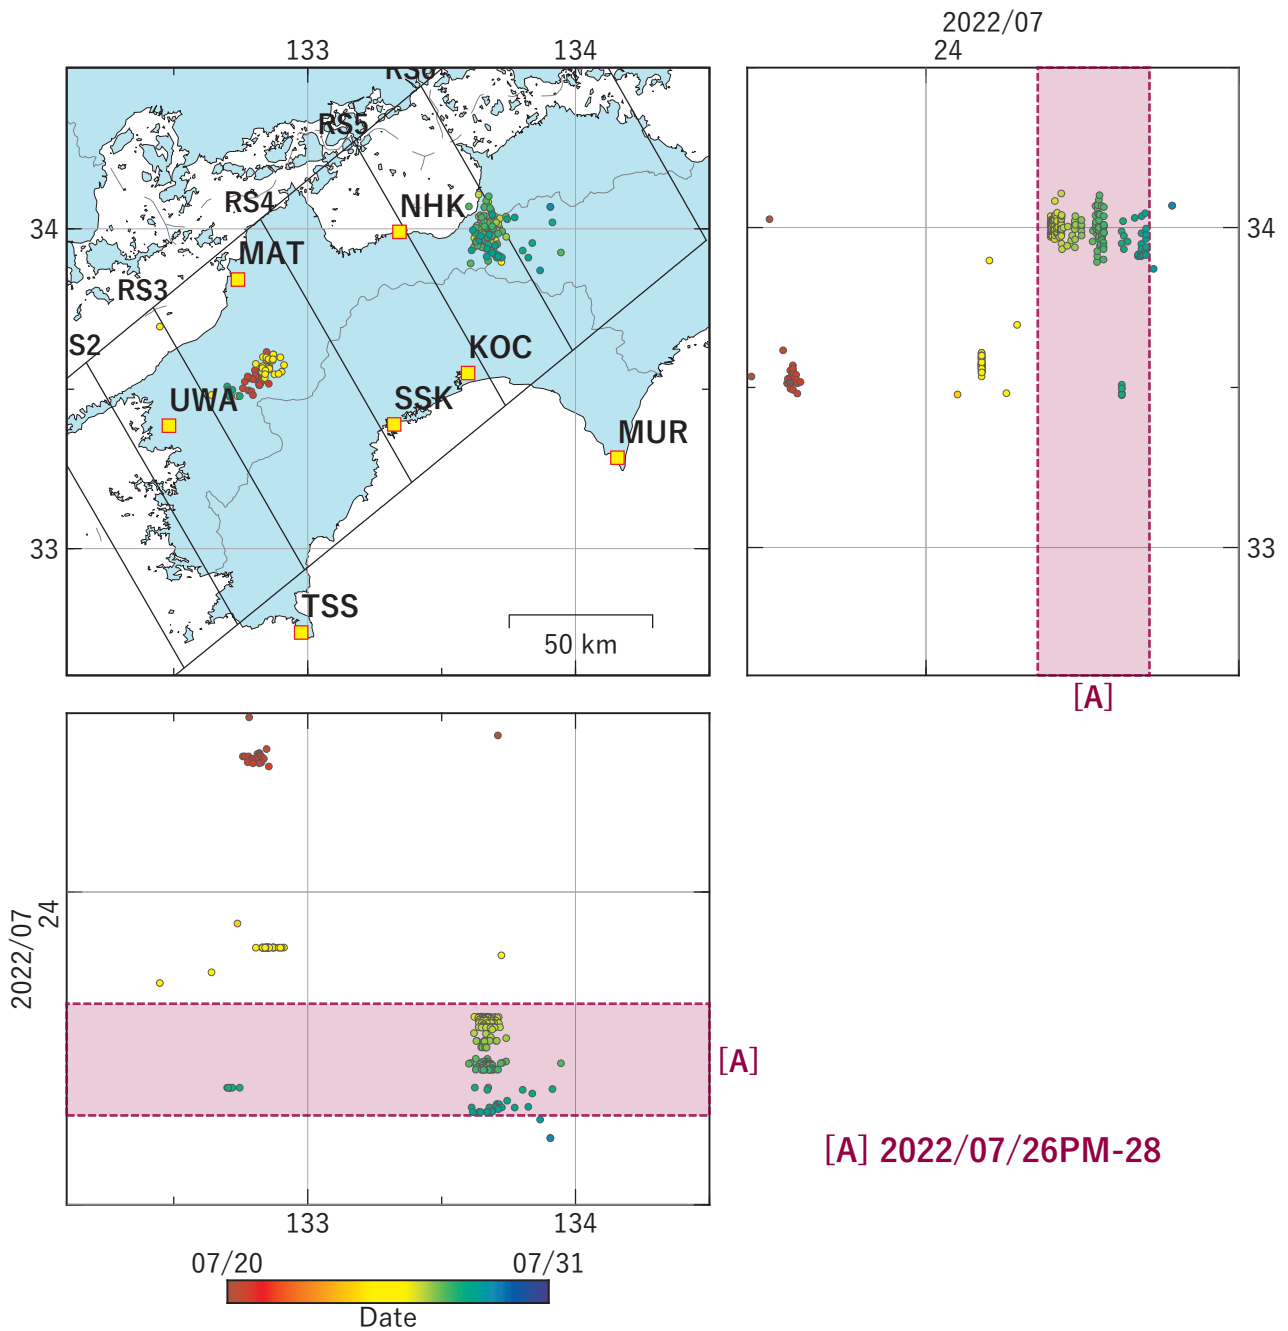 2022/07
133
134
24
RS6
RS5
NHK
RS4
34
34
MAT
RS3
S2
KOC
UWA
SSK
MUR
33
33
TSS
50 km
[A]
2022/07
24
[A]
[A] 2022/07/26PM-28
133
134
07/20
07/31
Date